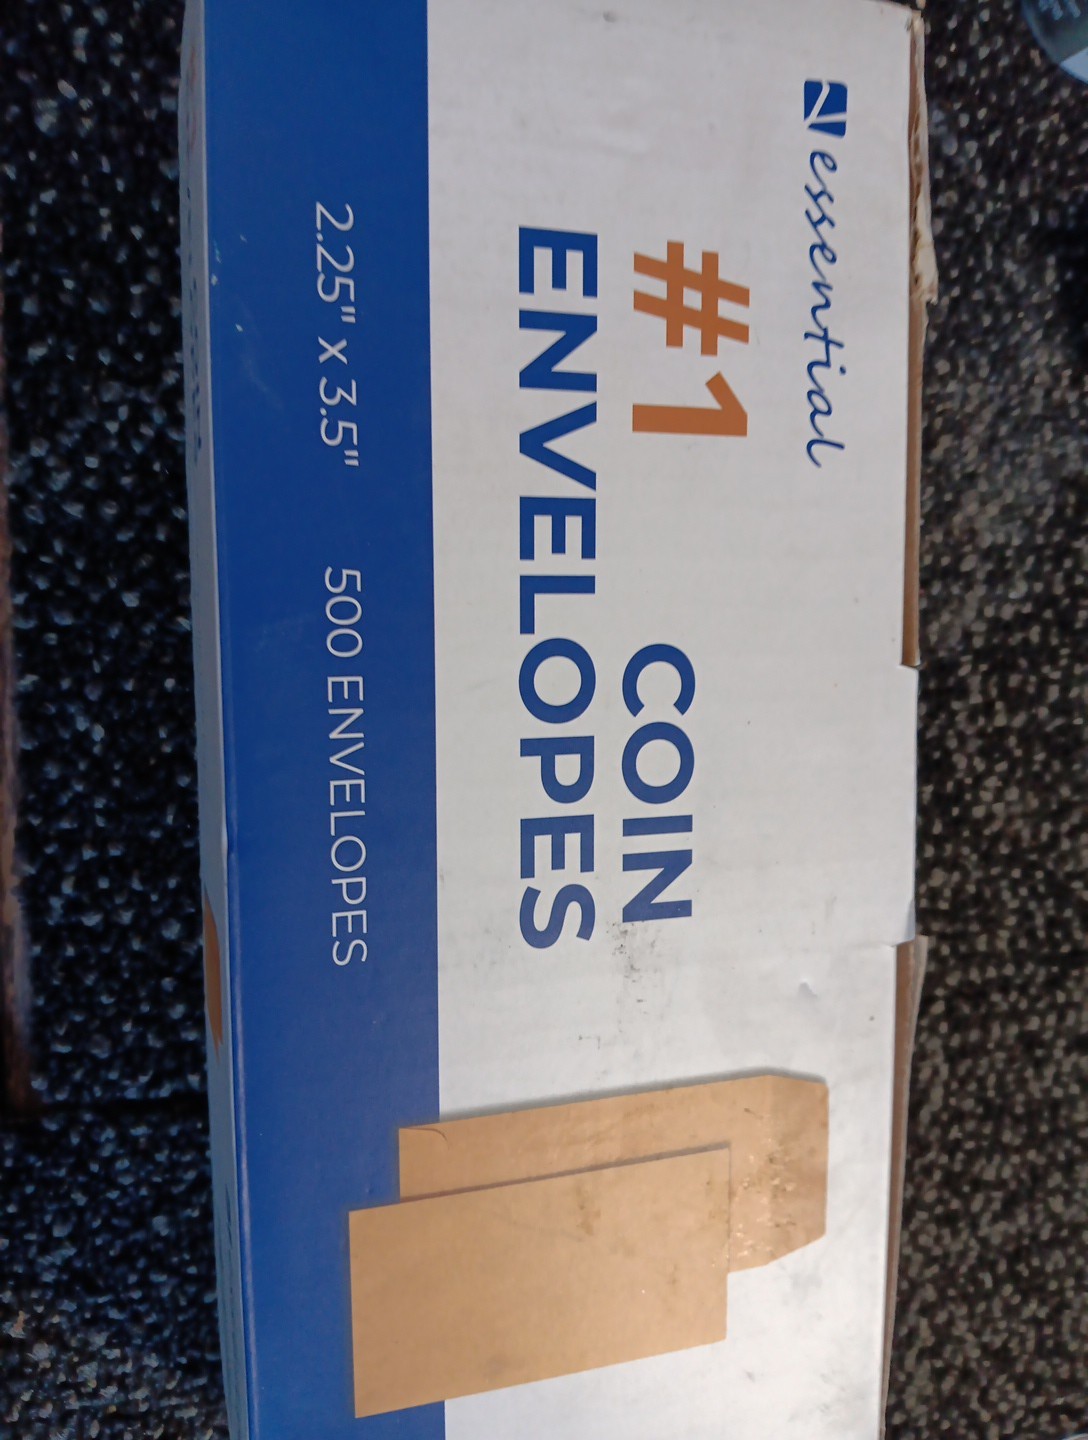 essential
#1 COIN
ENVELOPES
2.25" x 3.5" 500 ENVELOPES